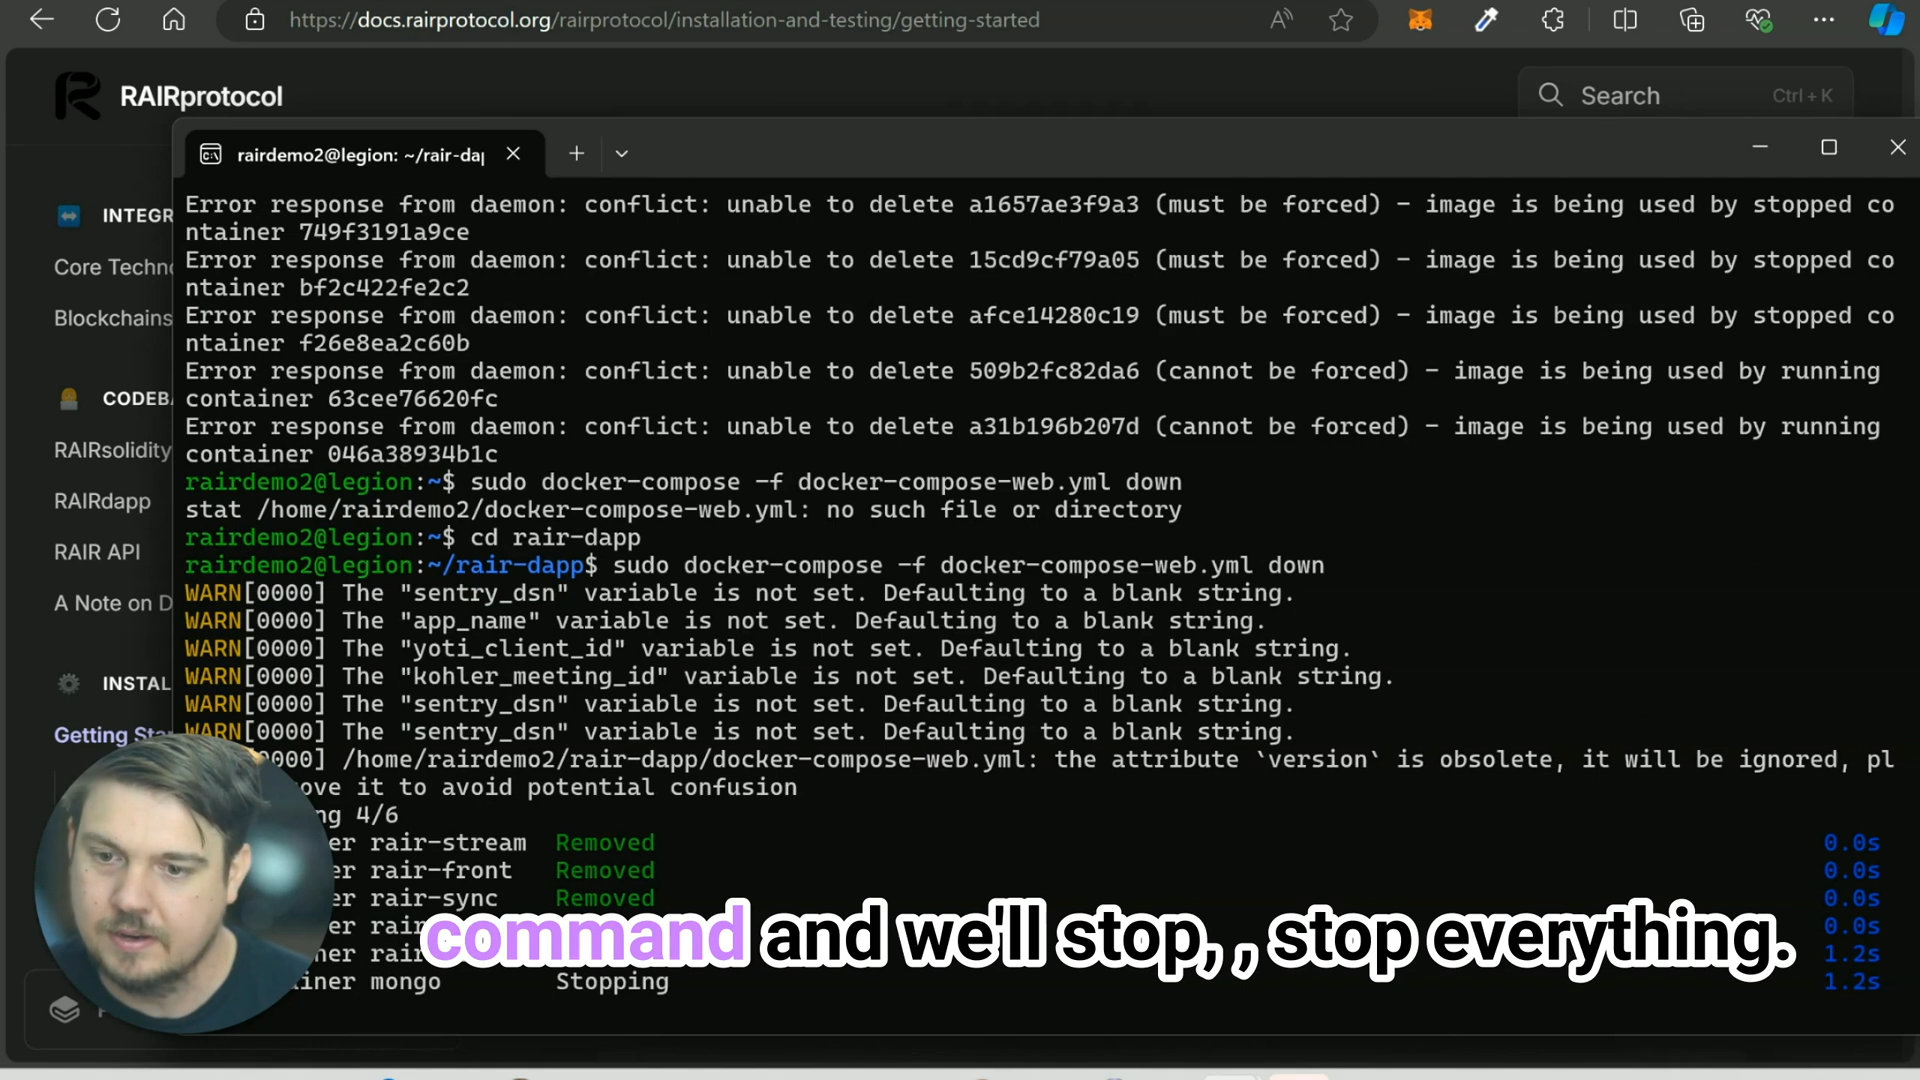 https://docs.rairprotocol.org/rairprotocol/installation-and-testing/getting-started
RAIRprotocol
Search
Ctrl + K
rairdemo2@legion: ~/rair-da
INTEGR
Core Techn
Blockchains
CODEB
RAIRsolidity
RAIRdapp
RAIR API
A Note on D
INSTAL
Getting Sta
Error response from daemon: conflict: unable to delete a1657ae3f9a3 (must be forced) - image is being used by stopped co
ntainer 749f3191a9ce
Error response from daemon: conflict: unable to delete 15cd9cf79a05 (must be forced) - image is being used by stopped co
ntainer bf2c422fe2c2
Error response from daemon: conflict: unable to delete afce14280c19 (must be forced) - image is being used by stopped co
ntainer f26e8ea2c60b
Error response from daemon: conflict: unable to delete 509b2fc82da6 (cannot be forced) - image is being used by running
container 63cee76620fc
Error response from daemon: conflict: unable to delete a31b196b207d (cannot be forced) - image is being used by running
container 046a38934b1c
rairdemo2@legion:~$ sudo docker-compose -f docker-compose-web.yml down
stat /home/rairdemo2/docker-compose-web.yml: no such file or directory
rairdemo2@legion:~$ cd rair-dapp
rairdemo2@legion:~/rair-dapp$ sudo docker-compose -f docker-compose-web.yml down
WARN[0000] The "sentry_dsn" variable is not set. Defaulting to a blank string.
WARN[0000] The "app_name" variable is not set. Defaulting to a blank string.
WARN[0000] The "yoti_client_id" variable is not set. Defaulting to a blank string.
WARN[0000] The "kohler_meeting_id" variable is not set. Defaulting to a blank string.
WARN[0000] The "sentry_dsn" variable is not set. Defaulting to a blank string.
WARN[0000] The "sentry_dsn" variable is not set. Defaulting to a blank string.
000] /home/rairdemo2/rair-dapp/docker-compose-web.yml: the attribute `version` is obsolete, it will be ignored, pl
ove it to avoid potential confusion
ng 4/6
er rair-stream Removed 0.0s
er rair-front Removed 0.0s
er rair-sync Removed 0.0s
er rai 0.0s
er rai 1.2s
ainer mongo Stopping 1.2s
command and we'll stop, , stop everything.